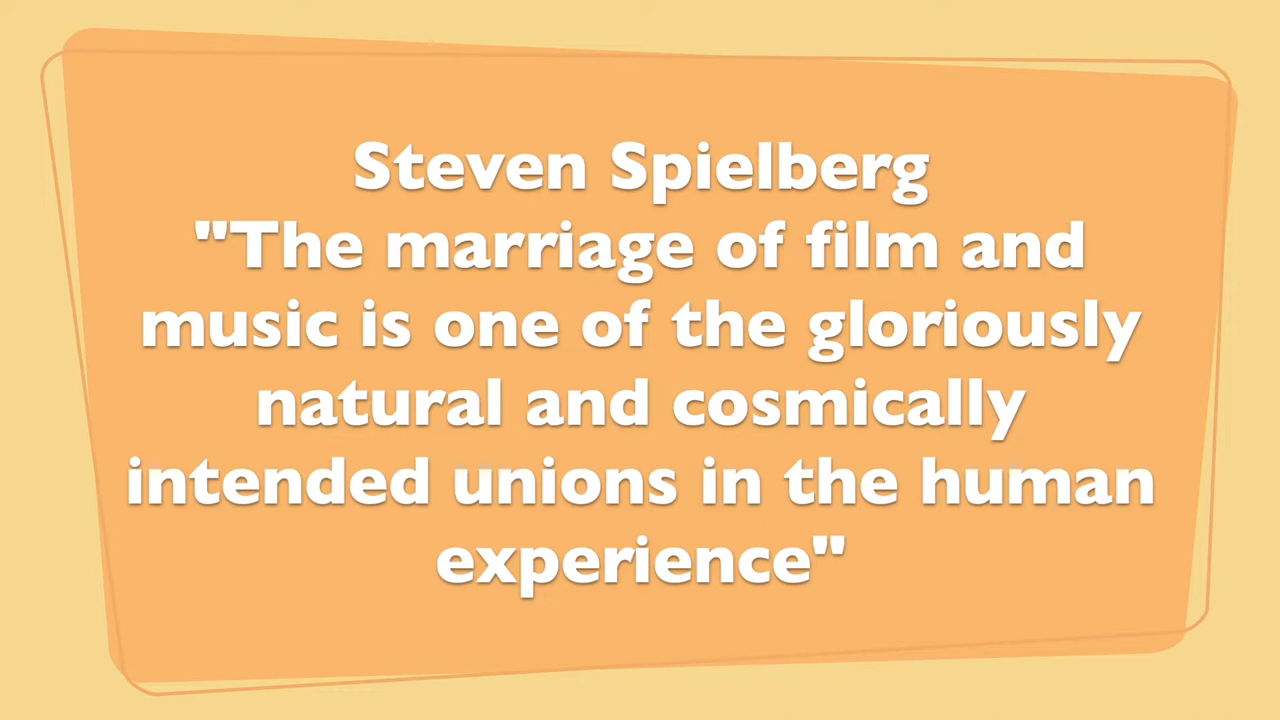 Steven Spielberg
"The marriage of film and
music is one of the gloriously
natural and cosmically
intended unions in the human
experience"